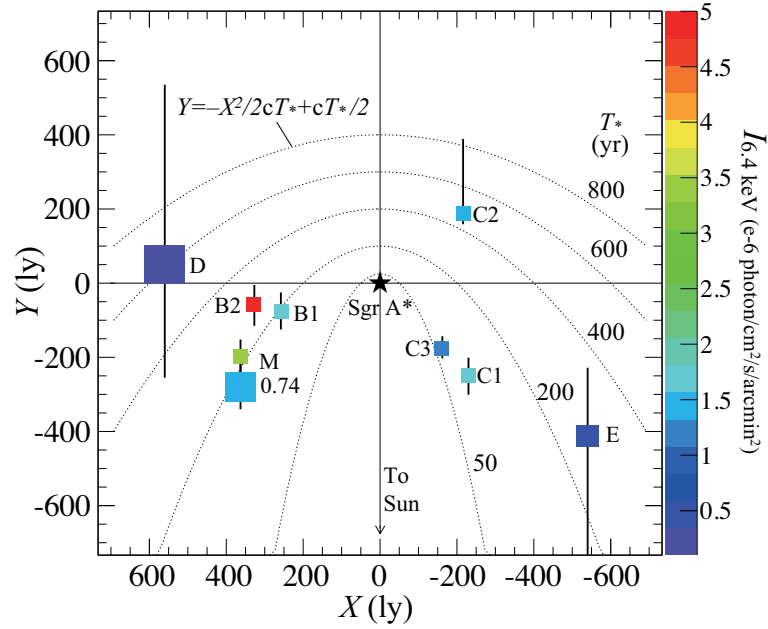 600
400
200
0
-200
-400
-600
Y (ly)
600
400
200
0
-200
-400
-600
X (ly)
Y=−X²/2cT*+cT*/2
T*
(yr)
800
600
400
200
50
C2
D
B2
B1
Sgr A*
C3
M
0.74
C1
E
To
Sun
5
4.5
4
3.5
3
2.5
2
1.5
1
0.5
I6.4 keV (e-6 photon/cm²/s/arcmin²)